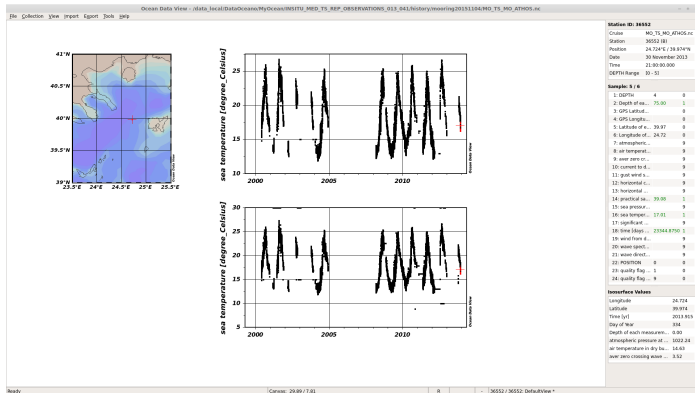 Ocean Data View - /data_local/DataOceano/MyOcean/INSITU_MED_TS_REP_OBSERVATIONS_013_041/history/mooring20151104/MO_TS_MO_ATHOS.nc
File Collection View Import Export Tools Help
41°N
40.5°N
40°N
39.5°N
39°N
23.5°E 24°E 24.5°E 25°E 25.5°E
Ocean Data View
sea temperature [degree_Celsius]
25
20
15
10
2000 2005 2010
Ocean Data View
sea temperature [degree_Celsius]
30
25
20
15
10
5
2000 2005 2010
Ocean Data View
Station ID: 36552
Cruise MO_TS_MO_ATHOS.nc
Station 36552 (B)
Position 24.724°E / 39.974°N
Date 30 November 2013
Time 21:00:00.000
DEPTH Range [0 - 5]
Sample: 5 / 6
1: DEPTH 4 0
2: Depth of ea... 75.00 1
3: GPS Latitud... 0
4: GPS Longitu... 0
5: Latitude of e... 39.97 0
6: Longitude of... 24.72 0
7: atmospheric... 9
8: air temperat... 9
9: aver zero cr... 9
10: current to d... 9
11: gust wind a... 9
12: horizontal c... 9
13: horizontal ... 9
14: practical sa... 39.08 1
15: sea pressur... 9
16: sea temper... 17.01 1
17: significant ... 9
18: time [days ... 23344.8750 1
19: wind from d... 9
20: wave spect... 9
21: wave direct... 9
22: POSITION 0 0
23: quality flag ... 1 0
24: quality flag ... 9 0
Isosurface Values
Longitude 24.724
Latitude 39.974
Time [yr] 2013.915
Day of Year 334
Depth of each measurem... 0.00
atmospheric pressure at ... 1022.24
air temperature in dry bu... 14.63
aver zero crossing wave ... 3.52
Ready Canvas: 29.89 / 7.81 R - 36552 / 36552: DefaultView *